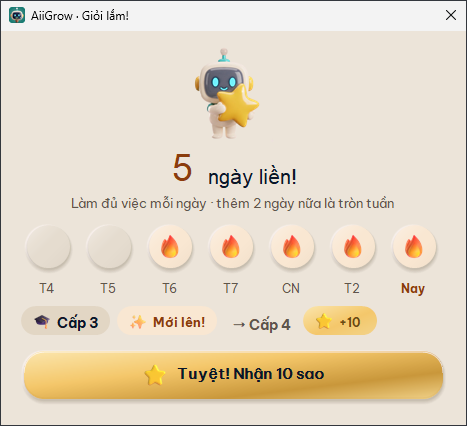 AiiGrow · Giỏi lắm!
5 ngày liền!
Làm đủ việc mỗi ngày · thêm 2 ngày nữa là tròn tuần
T4 T5 T6 T7 CN T2 Nay
Cấp 3 Mới lên! → Cấp 4 +10
Tuyệt! Nhận 10 sao